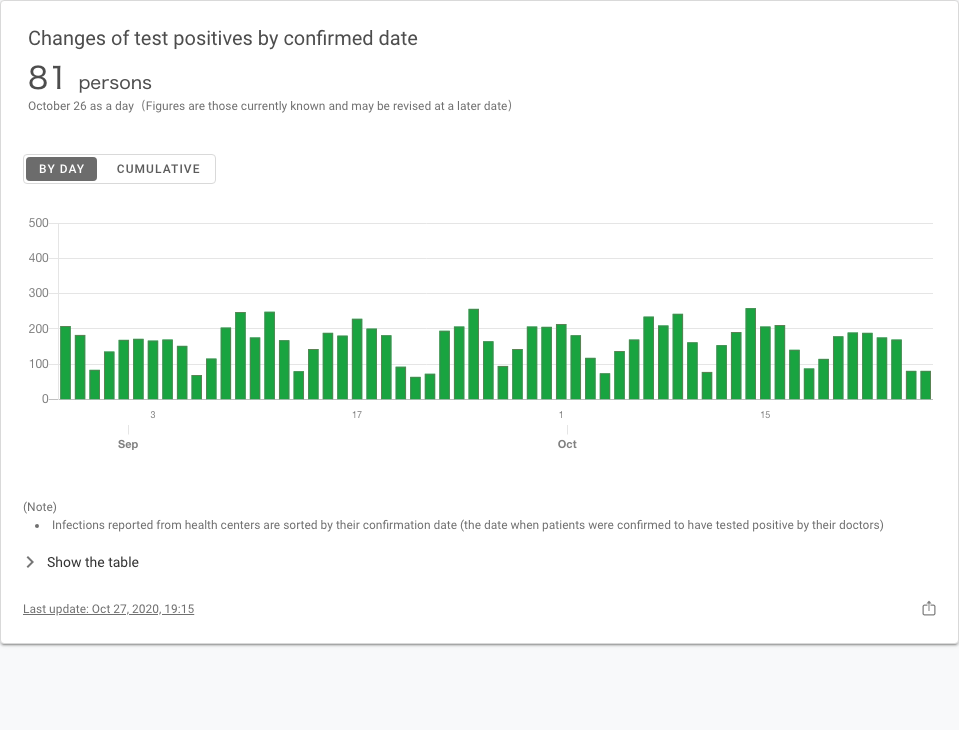 Changes of test positives by confirmed date
81 persons
October 26 as a day（Figures are those currently known and may be revised at a later date）
BY DAY CUMULATIVE
500
400
300
200
100
0
3 17 1 15
Sep Oct
(Note)
• Infections reported from health centers are sorted by their confirmation date (the date when patients were confirmed to have tested positive by their doctors)
Show the table
Last update: Oct 27, 2020, 19:15